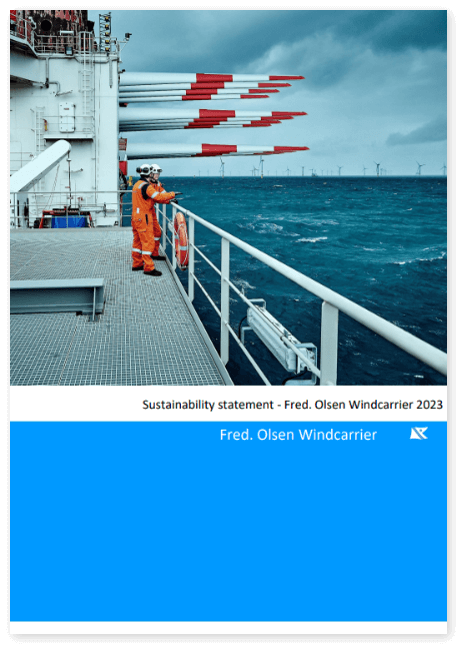 Sustainability statement - Fred. Olsen Windcarrier 2023
Fred. Olsen Windcarrier